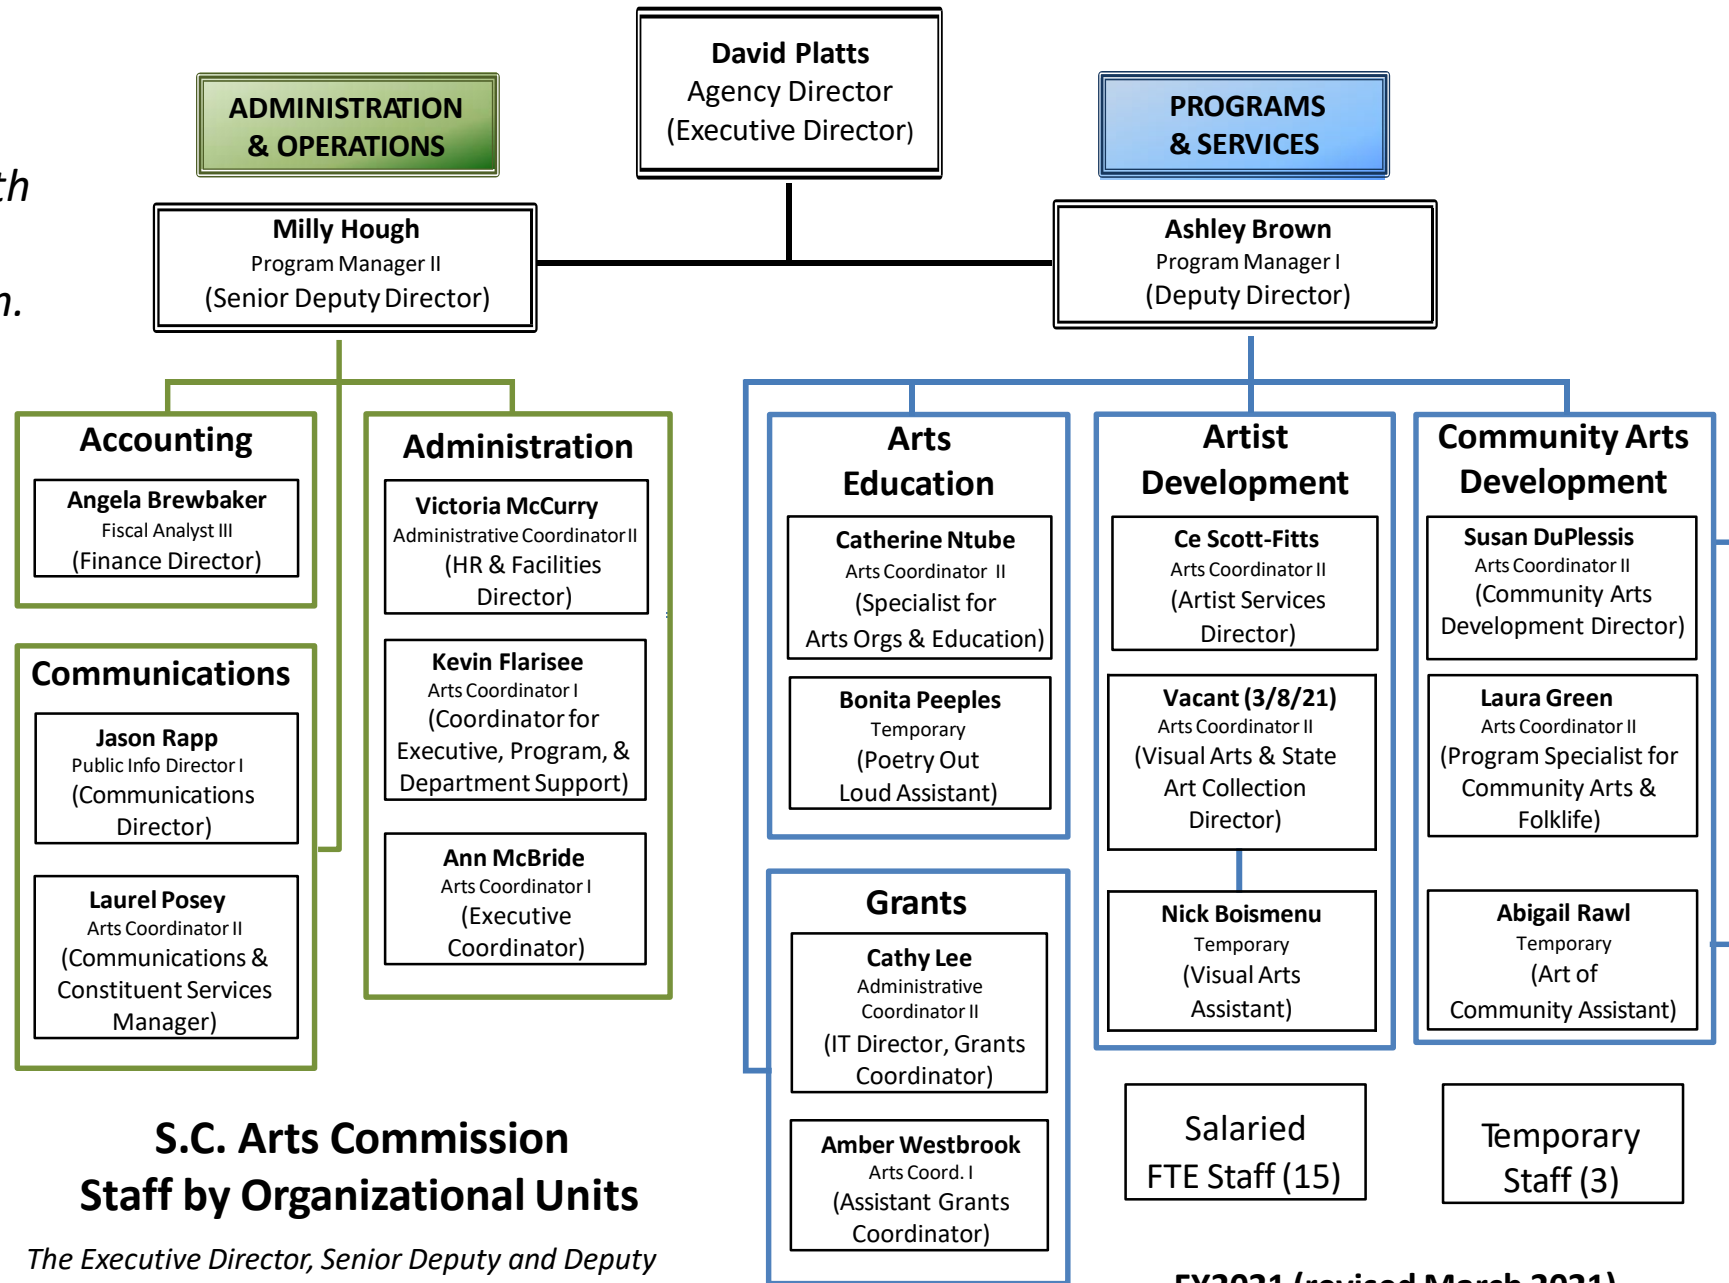 David Platts
Agency Director
(Executive Director)
ADMINISTRATION
& OPERATIONS
PROGRAMS
& SERVICES
th
n.
Milly Hough
Program Manager II
(Senior Deputy Director)
Ashley Brown
Program Manager I
(Deputy Director)
Accounting
Angela Brewbaker
Fiscal Analyst III
(Finance Director)
Communications
Jason Rapp
Public Info Director I
(Communications
Director)
Laurel Posey
Arts Coordinator II
(Communications &
Constituent Services
Manager)
Administration
Victoria McCurry
Administrative Coordinator II
(HR & Facilities
Director)
Kevin Flarisee
Arts Coordinator I
(Coordinator for
Executive, Program, &
Department Support)
Ann McBride
Arts Coordinator I
(Executive
Coordinator)
Arts
Education
Catherine Ntube
Arts Coordinator II
(Specialist for
Arts Orgs & Education)
Bonita Peeples
Temporary
(Poetry Out
Loud Assistant)
Grants
Cathy Lee
Administrative
Coordinator II
(IT Director, Grants
Coordinator)
Amber Westbrook
Arts Coord. I
(Assistant Grants
Coordinator)
Artist
Development
Ce Scott-Fitts
Arts Coordinator II
(Artist Services
Director)
Vacant (3/8/21)
Arts Coordinator II
(Visual Arts & State
Art Collection
Director)
Nick Boismenu
Temporary
(Visual Arts
Assistant)
Community Arts
Development
Susan DuPlessis
Arts Coordinator II
(Community Arts
Development Director)
Laura Green
Arts Coordinator II
(Program Specialist for
Community Arts &
Folklife)
Abigail Rawl
Temporary
(Art of
Community Assistant)
Salaried
FTE Staff (15)
Temporary
Staff (3)
S.C. Arts Commission
Staff by Organizational Units
The Executive Director, Senior Deputy and Deputy
FY2021 (revised March 2021)